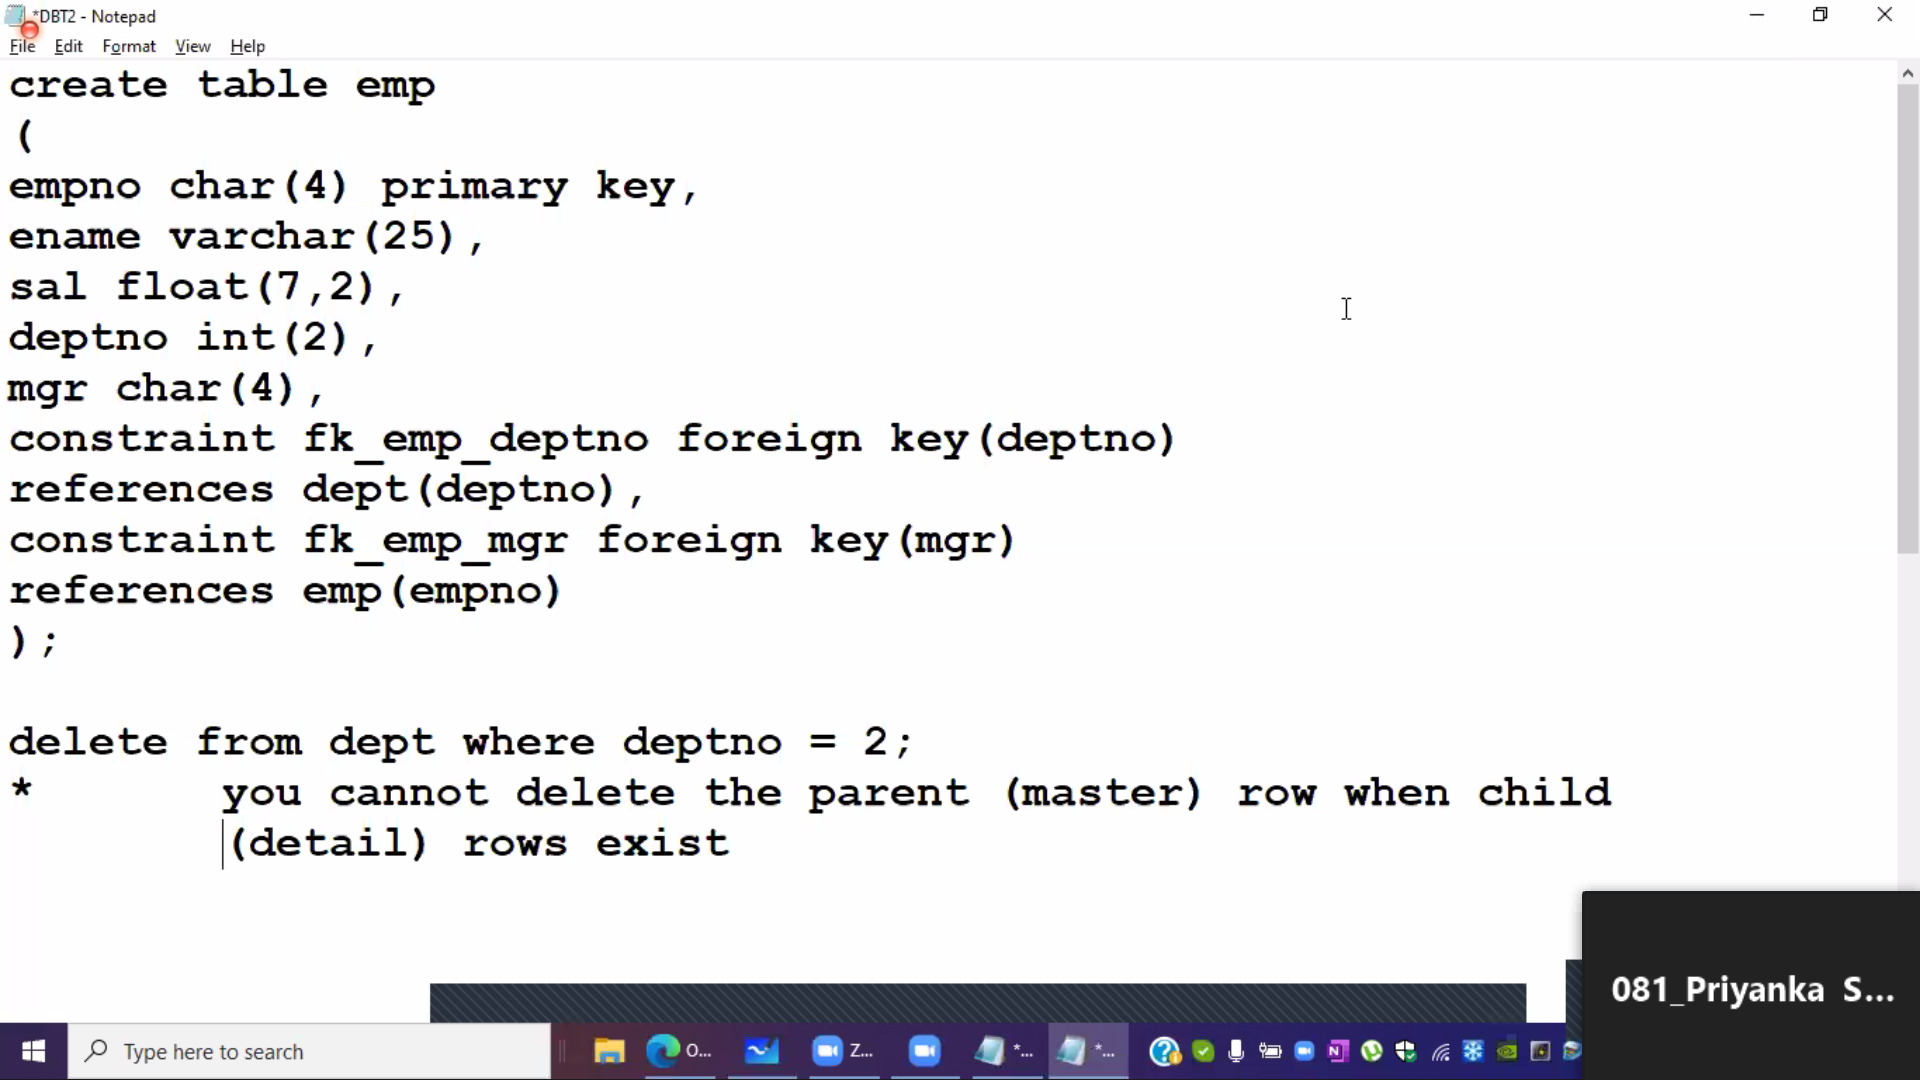 *DBT2 - Notepad
File Edit Format View Help
create table emp
(
empno char(4) primary key,
ename varchar(25),
sal float(7,2),
deptno int(2),
mgr char(4),
constraint fk_emp_deptno foreign key(deptno)
references dept(deptno),
constraint fk_emp_mgr foreign key(mgr)
references emp(empno)
);
delete from dept where deptno = 2;
* you cannot delete the parent (master) row when child
(detail) rows exist
081_Priyanka S...
Type here to search
O...
Z...
*...
*...